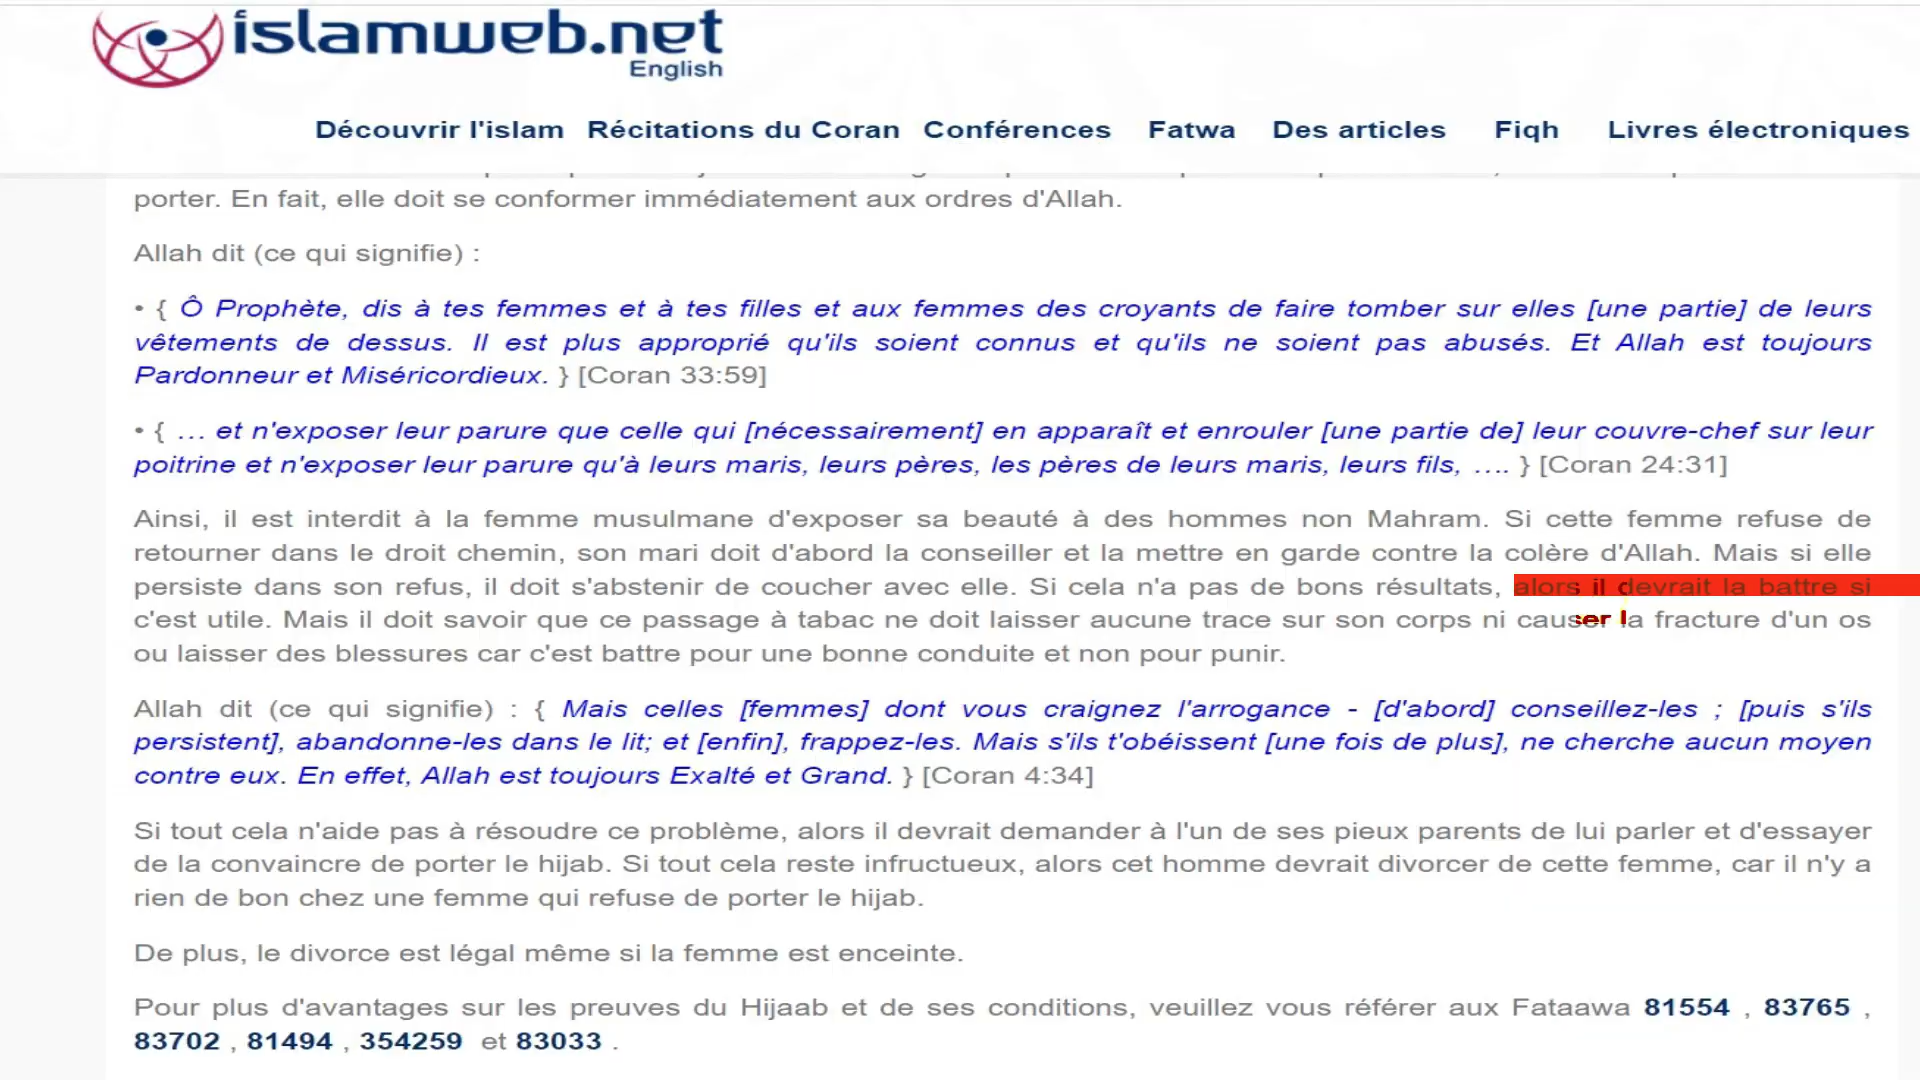 islamweb.net
English
Découvrir l'islam Récitations du Coran Conférences Fatwa Des articles Fiqh Livres électroniques
porter. En fait, elle doit se conformer immédiatement aux ordres d'Allah.
Allah dit (ce qui signifie) :
• { Ô Prophète, dis à tes femmes et à tes filles et aux femmes des croyants de faire tomber sur elles [une partie] de leurs
vêtements de dessus. Il est plus approprié qu'ils soient connus et qu'ils ne soient pas abusés. Et Allah est toujours
Pardonneur et Miséricordieux. } [Coran 33:59]
• { ... et n'exposer leur parure que celle qui [nécessairement] en apparaît et enrouler [une partie de] leur couvre-chef sur leur
poitrine et n'exposer leur parure qu'à leurs maris, leurs pères, les pères de leurs maris, leurs fils, .... } [Coran 24:31]
Ainsi, il est interdit à la femme musulmane d'exposer sa beauté à des hommes non Mahram. Si cette femme refuse de
retourner dans le droit chemin, son mari doit d'abord la conseiller et la mettre en garde contre la colère d'Allah. Mais si elle
persiste dans son refus, il doit s'abstenir de coucher avec elle. Si cela n'a pas de bons résultats, alors il devrait la battre si
c'est utile. Mais il doit savoir que ce passage à tabac ne doit laisser aucune trace sur son corps ni causer la fracture d'un os
ou laisser des blessures car c'est battre pour une bonne conduite et non pour punir.
Allah dit (ce qui signifie) : { Mais celles [femmes] dont vous craignez l'arrogance - [d'abord] conseillez-les ; [puis s'ils
persistent], abandonne-les dans le lit; et [enfin], frappez-les. Mais s'ils t'obéissent [une fois de plus], ne cherche aucun moyen
contre eux. En effet, Allah est toujours Exalté et Grand. } [Coran 4:34]
Si tout cela n'aide pas à résoudre ce problème, alors il devrait demander à l'un de ses pieux parents de lui parler et d'essayer
de la convaincre de porter le hijab. Si tout cela reste infructueux, alors cet homme devrait divorcer de cette femme, car il n'y a
rien de bon chez une femme qui refuse de porter le hijab.
De plus, le divorce est légal même si la femme est enceinte.
Pour plus d'avantages sur les preuves du Hijaab et de ses conditions, veuillez vous référer aux Fataawa 81554 , 83765 ,
83702 , 81494 , 354259 et 83033 .